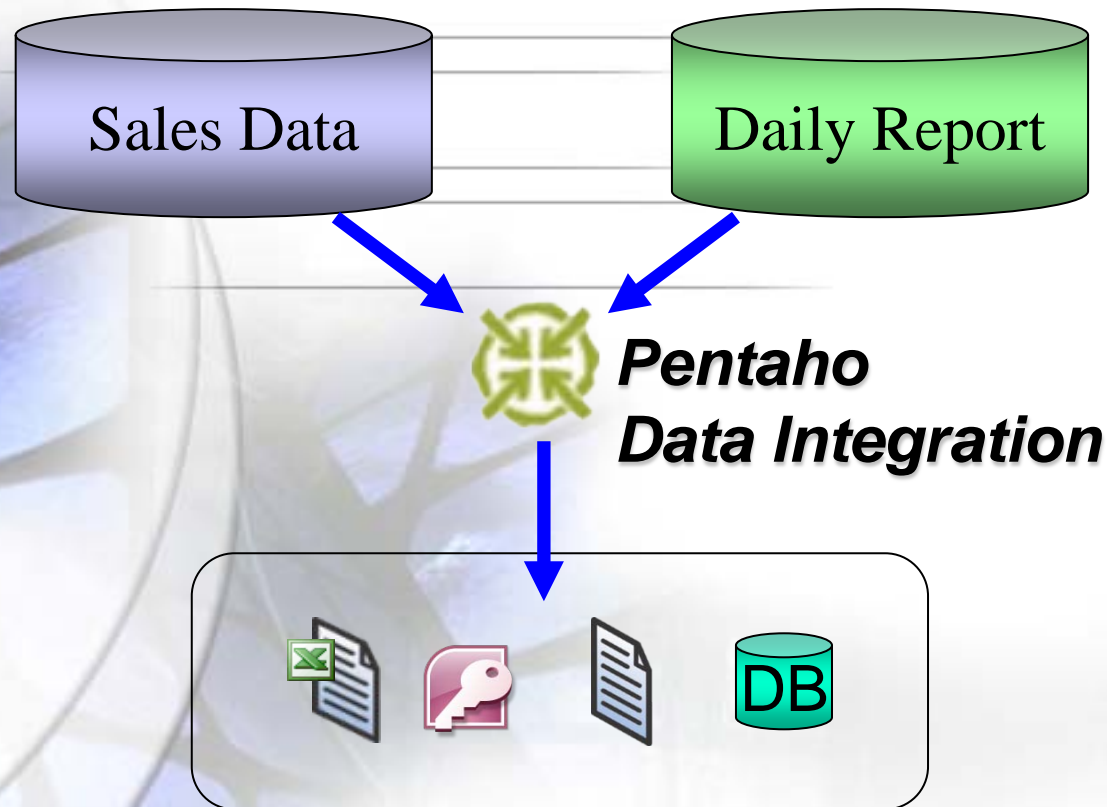 Sales Data
Daily Report
Pentaho
Data Integration
DB